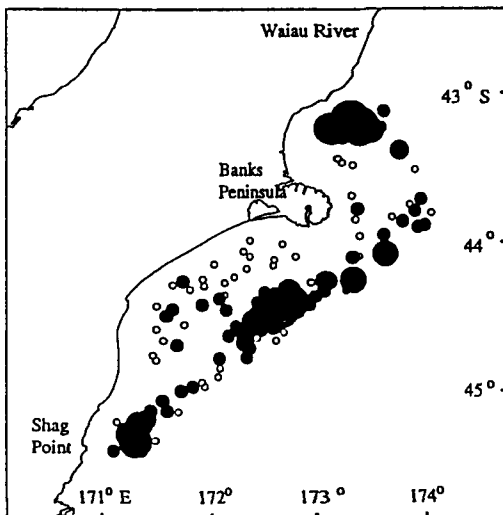 Waiau River
43° S
Banks
Peninsula
44°
45°
Shag
Point
171° E
172°
173°
174°